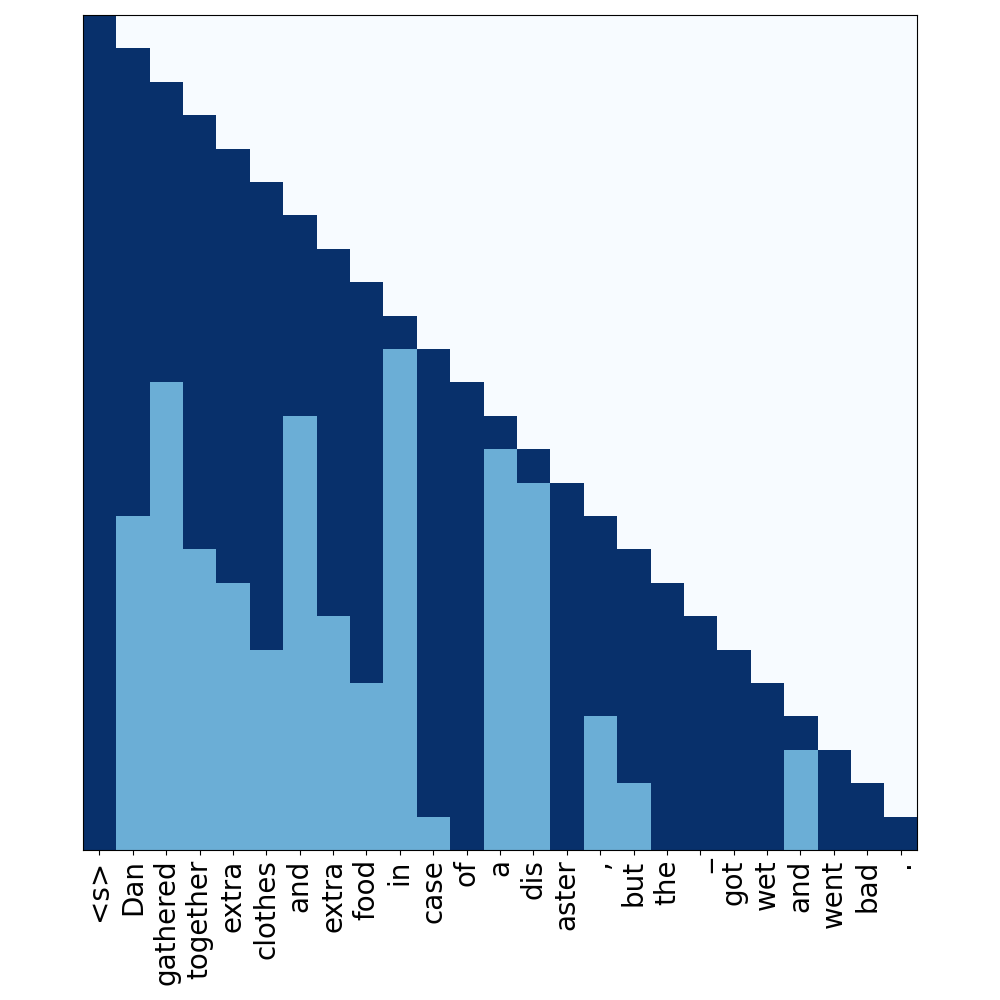 <s>
Dan
gathered
together
extra
clothes
and
extra
food
in
case
of
a
dis
aster
,
but
the
_
got
wet
and
went
bad
.